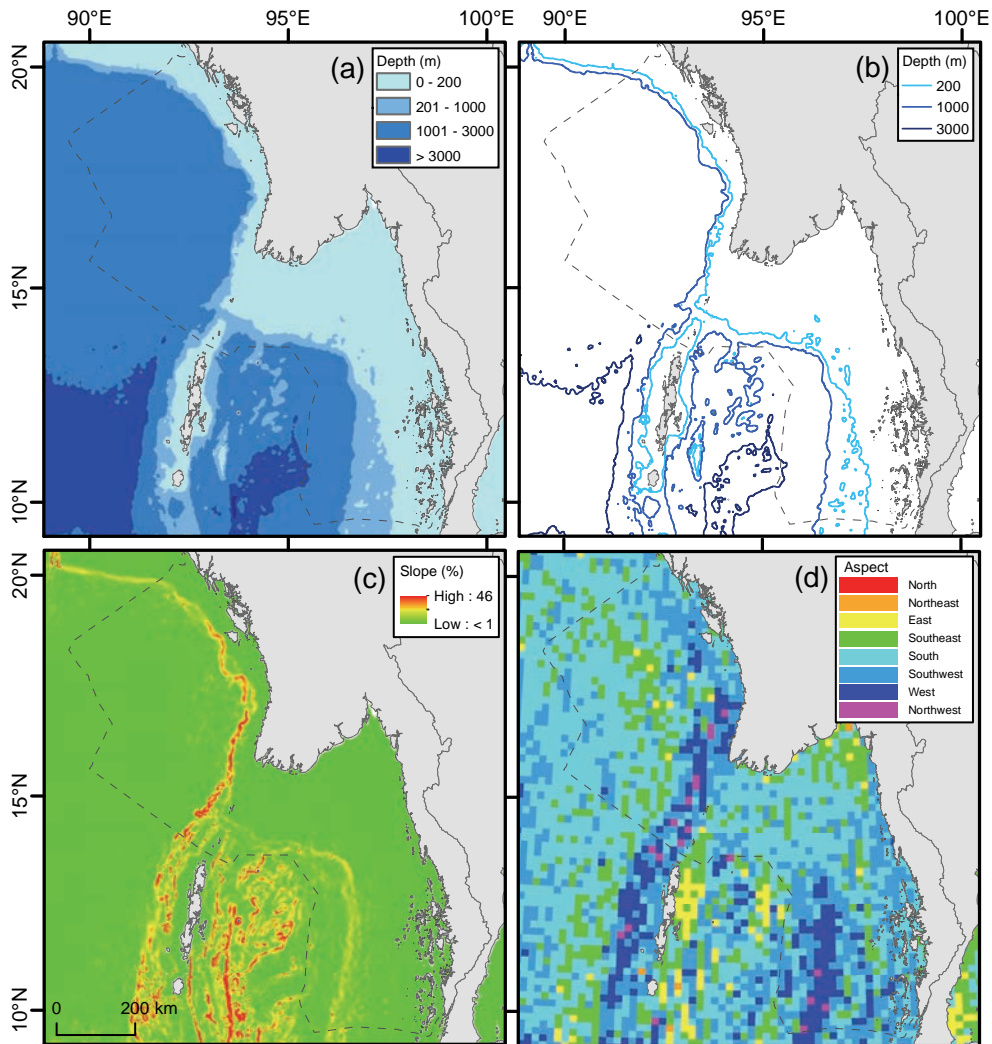 90°E 95°E 100°E 90°E 95°E 100°E
20°N
15°N
10°N
(a)
Depth (m)
0 - 200
201 - 1000
1001 - 3000
> 3000
(b)
Depth (m)
200
1000
3000
20°N
15°N
10°N
(c)
Slope (%)
High : 46
Low : < 1
0 200 km
(d)
Aspect
North
Northeast
East
Southeast
South
Southwest
West
Northwest